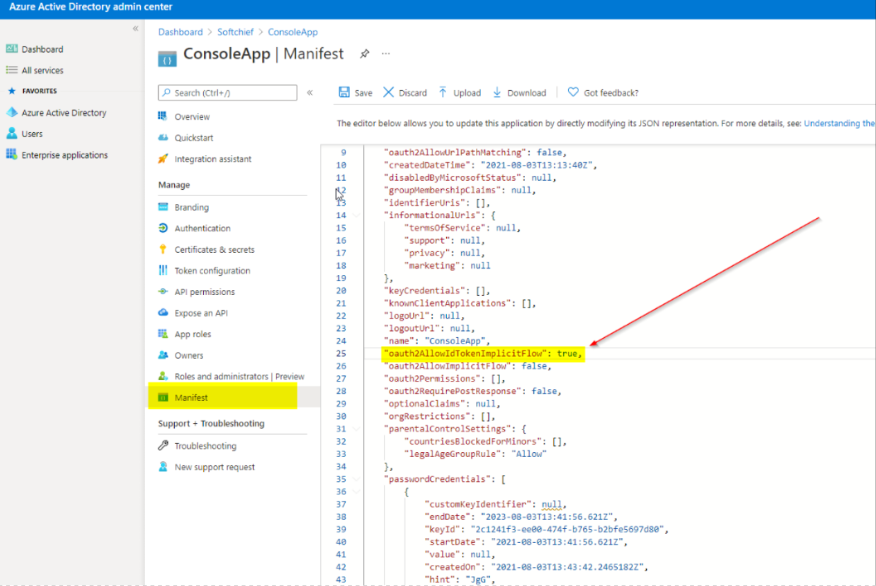 Azure Active Directory admin center
Dashboard
All services
FAVORITES
Azure Active Directory
Users
Enterprise applications
Dashboard > Softchief > ConsoleApp
ConsoleApp | Manifest
Search (Ctrl+/)
Overview
Quickstart
Integration assistant
Manage
Branding
Authentication
Certificates & secrets
Token configuration
API permissions
Expose an API
App roles
Owners
Roles and administrators | Preview
Manifest
Support + Troubleshooting
Troubleshooting
New support request
Save Discard Upload Download Got feedback?
The editor below allows you to update this application by directly modifying its JSON representation. For more details, see: Understanding the
9 "oauth2AllowUrlPathMatching": false,
10 "createdDateTime": "2021-08-03T13:13:40Z",
11 "disabledByMicrosoftStatus": null,
12 "groupMembershipClaims": null,
13 "identifierUris": [],
14 "informationalUrls": {
15 "termsOfService": null,
16 "support": null,
17 "privacy": null,
18 "marketing": null
19 },
20 "keyCredentials": [],
21 "knownClientApplications": [],
22 "logoUrl": null,
23 "logoutUrl": null,
24 "name": "ConsoleApp",
25 "oauth2AllowIdTokenImplicitFlow": true,
26 "oauth2AllowImplicitFlow": false,
27 "oauth2Permissions": [],
28 "oauth2RequirePostResponse": false,
29 "optionalClaims": null,
30 "orgRestrictions": [],
31 "parentalControlSettings": {
32 "countriesBlockedForMinors": [],
33 "legalAgeGroupRule": "Allow"
34 },
35 "passwordCredentials": [
36 {
37 "customKeyIdentifier": null,
38 "endDate": "2023-08-03T13:41:56.621Z",
39 "keyId": "2c1241f3-ee00-474f-b765-b2bfe5697d80",
40 "startDate": "2021-08-03T13:41:56.621Z",
41 "value": null,
42 "createdOn": "2021-08-03T13:43:42.2465182Z",
43 "hint": "JgG",